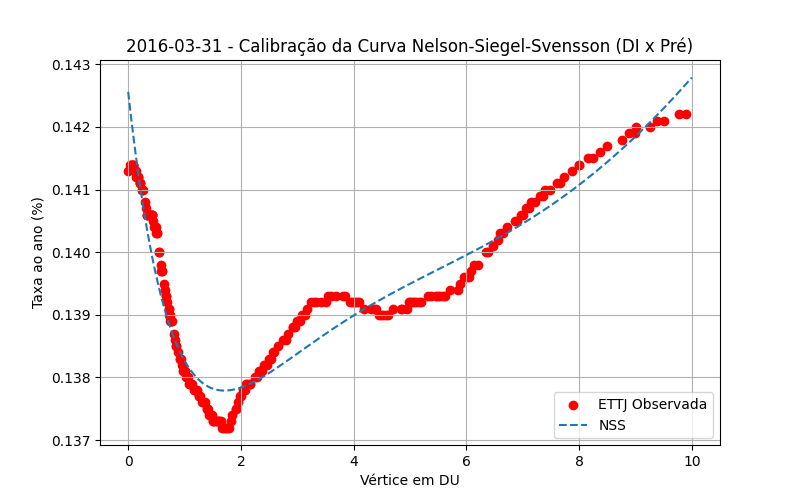 2016-03-31 - Calibração da Curva Nelson-Siegel-Svensson (DI x Pré)
0.143
0.142
0.141
0.140
0.139
0.138
0.137
Taxa ao ano (%)
ETTJ Observada
NSS
0 2 4 6 8 10
Vértice em DU